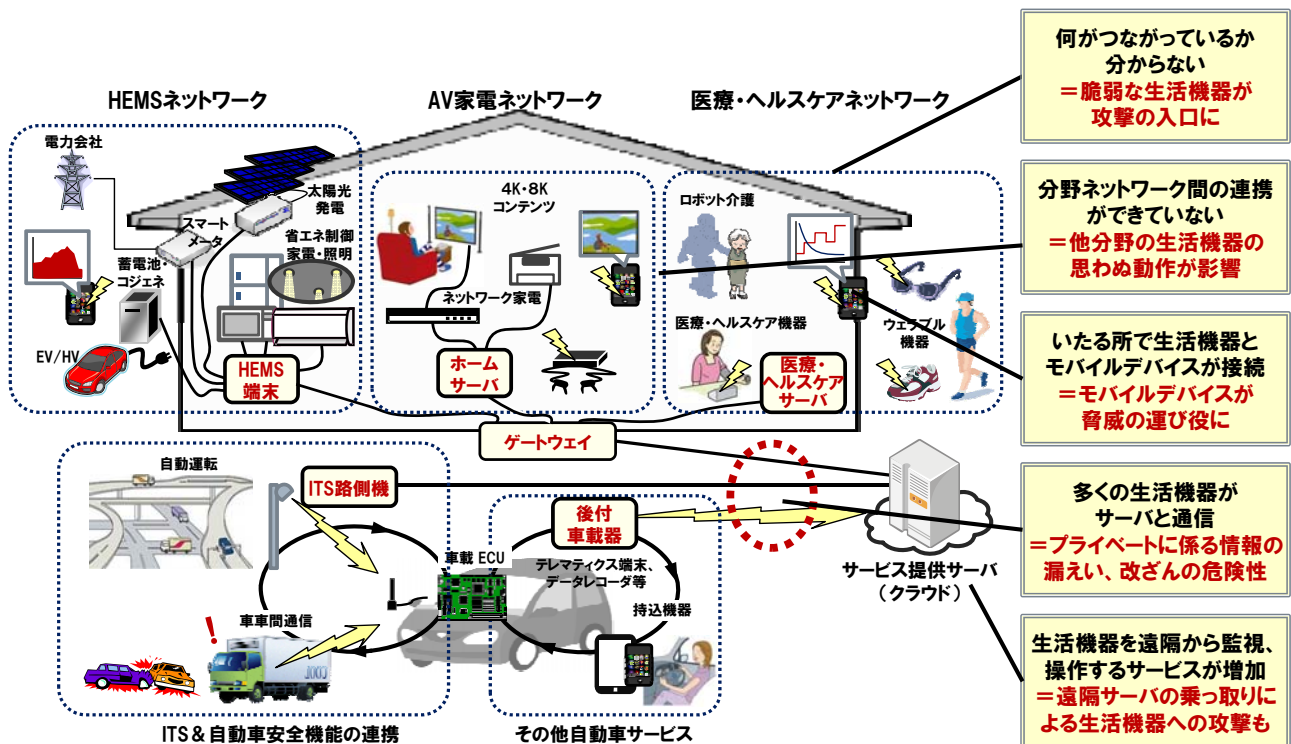 HEMSネットワーク
AV家電ネットワーク
医療・ヘルスケアネットワーク
電力会社
太陽光
発電
スマート
メータ
省エネ制御
家電・照明
蓄電池・
コジェネ
EV/HV
HEMS
端末
4K・8K
コンテンツ
ネットワーク家電
ホーム
サーバ
ロボット介護
医療・ヘルスケア機器
ウェラブル
機器
医療・
ヘルスケア
サーバ
ゲートウェイ
自動運転
ITS路側機
車車間通信
!
車載 ECU
後付
車載器
テレマティクス端末、
データレコーダ等
持込機器
サービス提供サーバ
(クラウド)
ITS&自動車安全機能の連携
その他自動車サービス
何がつながっているか
分からない
=脆弱な生活機器が
攻撃の入口に
分野ネットワーク間の連携
ができていない
=他分野の生活機器の
思わぬ動作が影響
いたる所で生活機器と
モバイルデバイスが接続
=モバイルデバイスが
脅威の運び役に
多くの生活機器が
サーバと通信
=プライベートに係る情報の
漏えい、改ざんの危険性
生活機器を遠隔から監視、
操作するサービスが増加
=遠隔サーバの乗っ取りに
よる生活機器への攻撃も